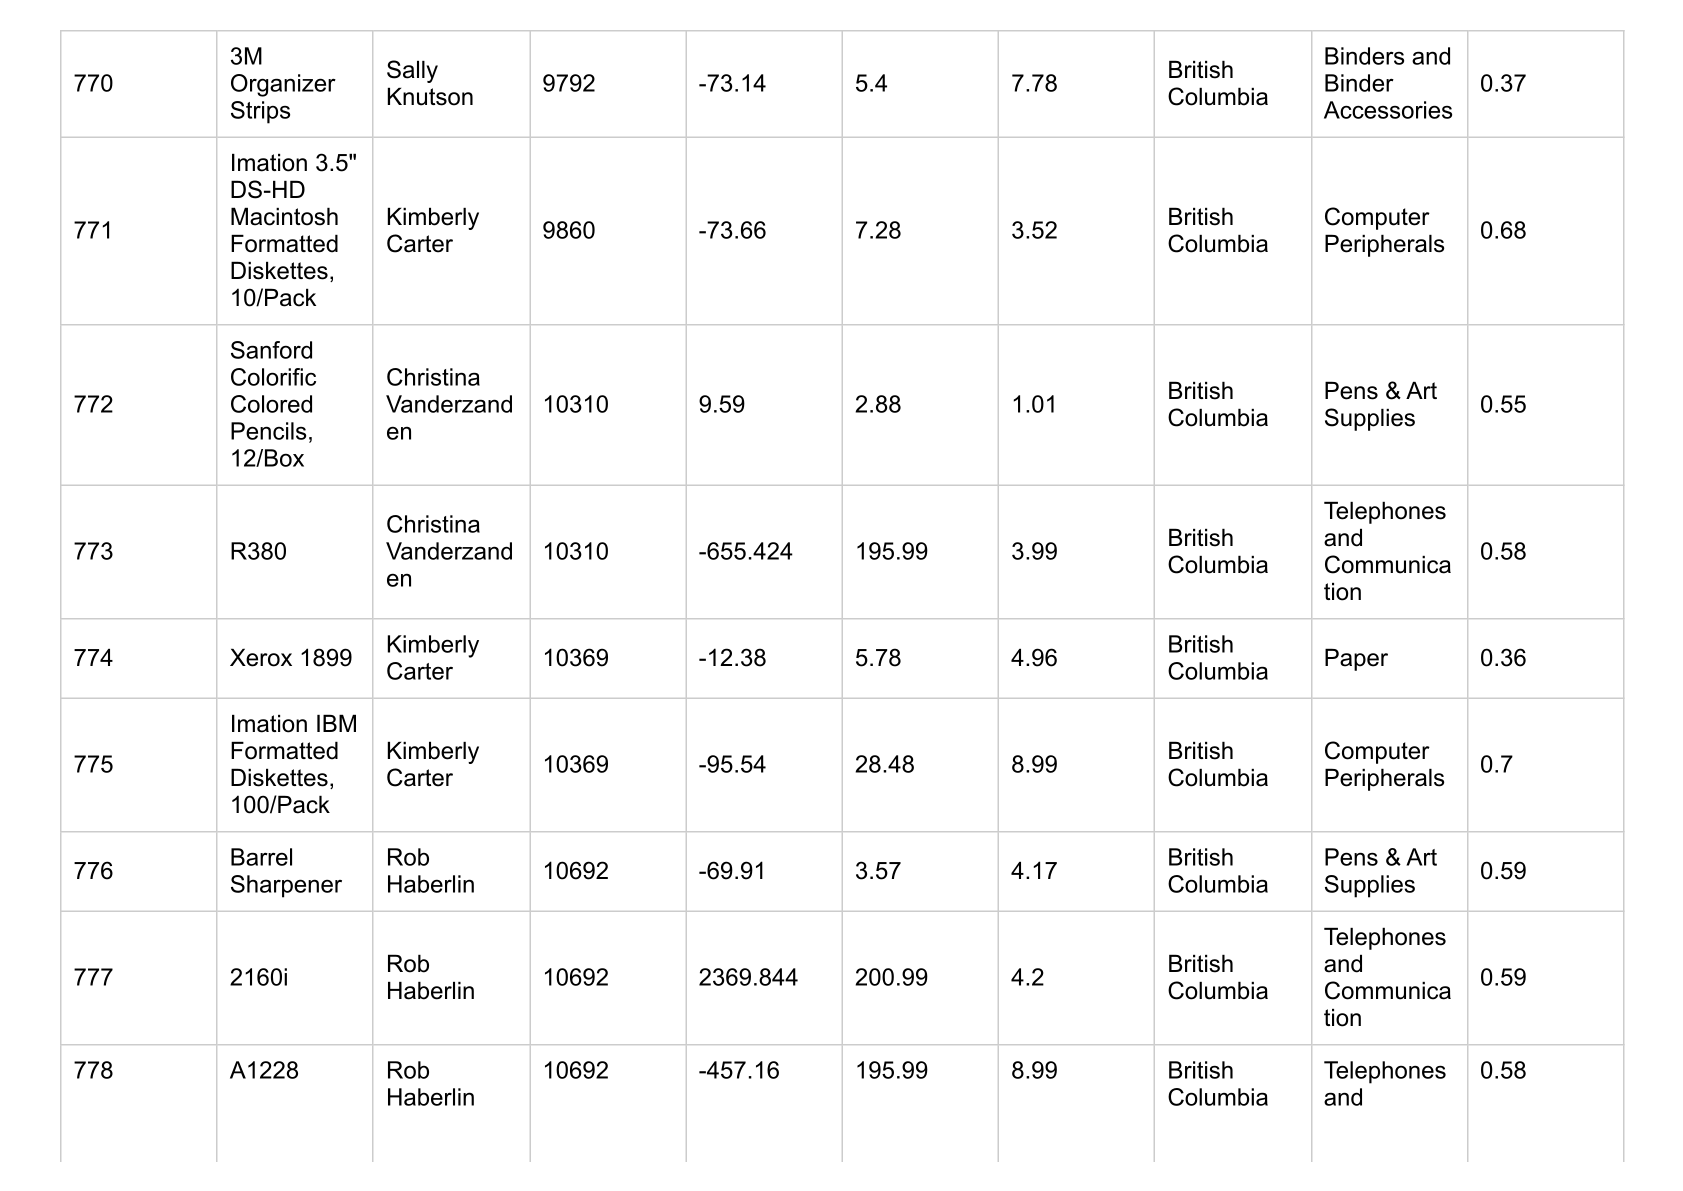 770
3M
Organizer
Strips
Sally
Knutson
9792
-73.14
5.4
7.78
British
Columbia
Binders and
Binder
Accessories
0.37
771
Imation 3.5"
DS-HD
Macintosh
Formatted
Diskettes,
10/Pack
Kimberly
Carter
9860
-73.66
7.28
3.52
British
Columbia
Computer
Peripherals
0.68
772
Sanford
Colorific
Colored
Pencils,
12/Box
Christina
Vanderzand
en
10310
9.59
2.88
1.01
British
Columbia
Pens & Art
Supplies
0.55
773
R380
Christina
Vanderzand
en
10310
-655.424
195.99
3.99
British
Columbia
Telephones
and
Communica
tion
0.58
774
Xerox 1899
Kimberly
Carter
10369
-12.38
5.78
4.96
British
Columbia
Paper
0.36
775
Imation IBM
Formatted
Diskettes,
100/Pack
Kimberly
Carter
10369
-95.54
28.48
8.99
British
Columbia
Computer
Peripherals
0.7
776
Barrel
Sharpener
Rob
Haberlin
10692
-69.91
3.57
4.17
British
Columbia
Pens & Art
Supplies
0.59
777
2160i
Rob
Haberlin
10692
2369.844
200.99
4.2
British
Columbia
Telephones
and
Communica
tion
0.59
778
A1228
Rob
Haberlin
10692
-457.16
195.99
8.99
British
Columbia
Telephones
and
0.58